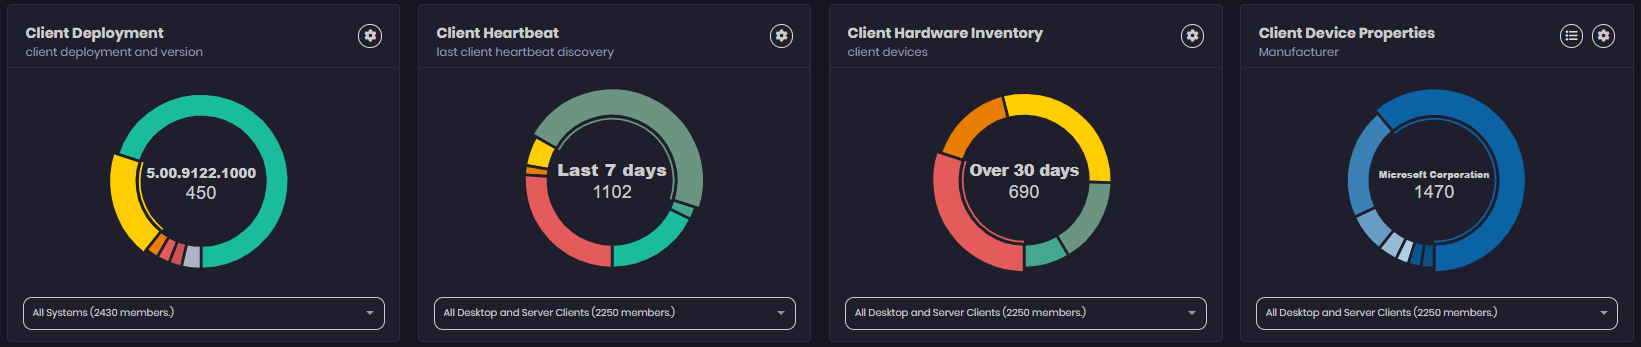 Client Deployment
client deployment and version
5.00.9122.1000
450
All Systems (2430 members.)
Client Heartbeat
last client heartbeat discovery
Last 7 days
1102
All Desktop and Server Clients (2250 members.)
Client Hardware Inventory
client devices
Over 30 days
690
All Desktop and Server Clients (2250 members.)
Client Device Properties
Manufacturer
Microsoft Corporation
1470
All Desktop and Server Clients (2250 members.)